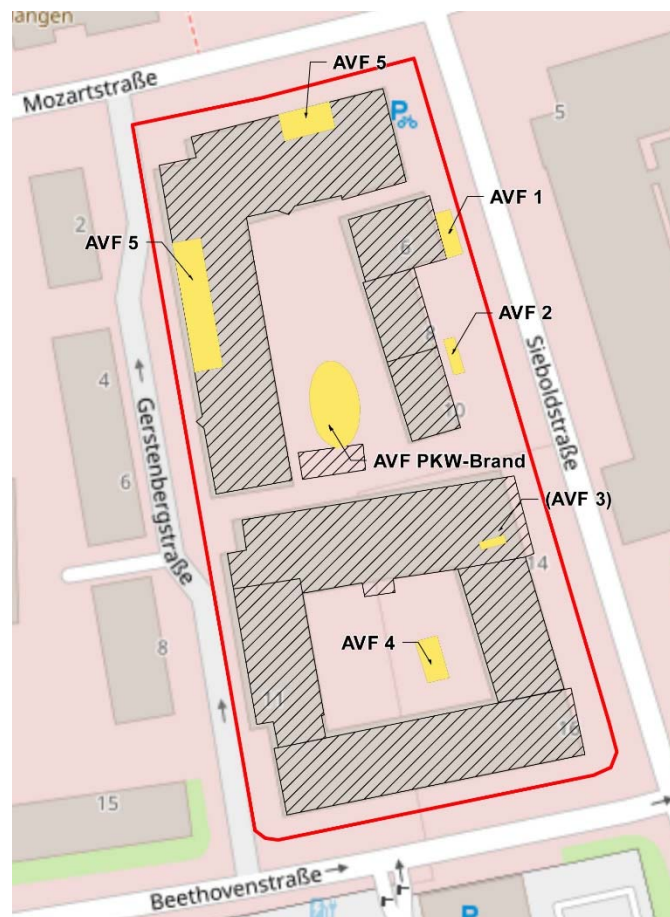 langen
Mozartstraße
AVF 5
P
5
2
AVF 1
AVF 5
6
AVF 2
8
4
Sieboldstraße
10
Gerstenbergstraße
AVF PKW-Brand
6
(AVF 3)
14
8
AVF 4
11
16
15
Beethovenstraße
P